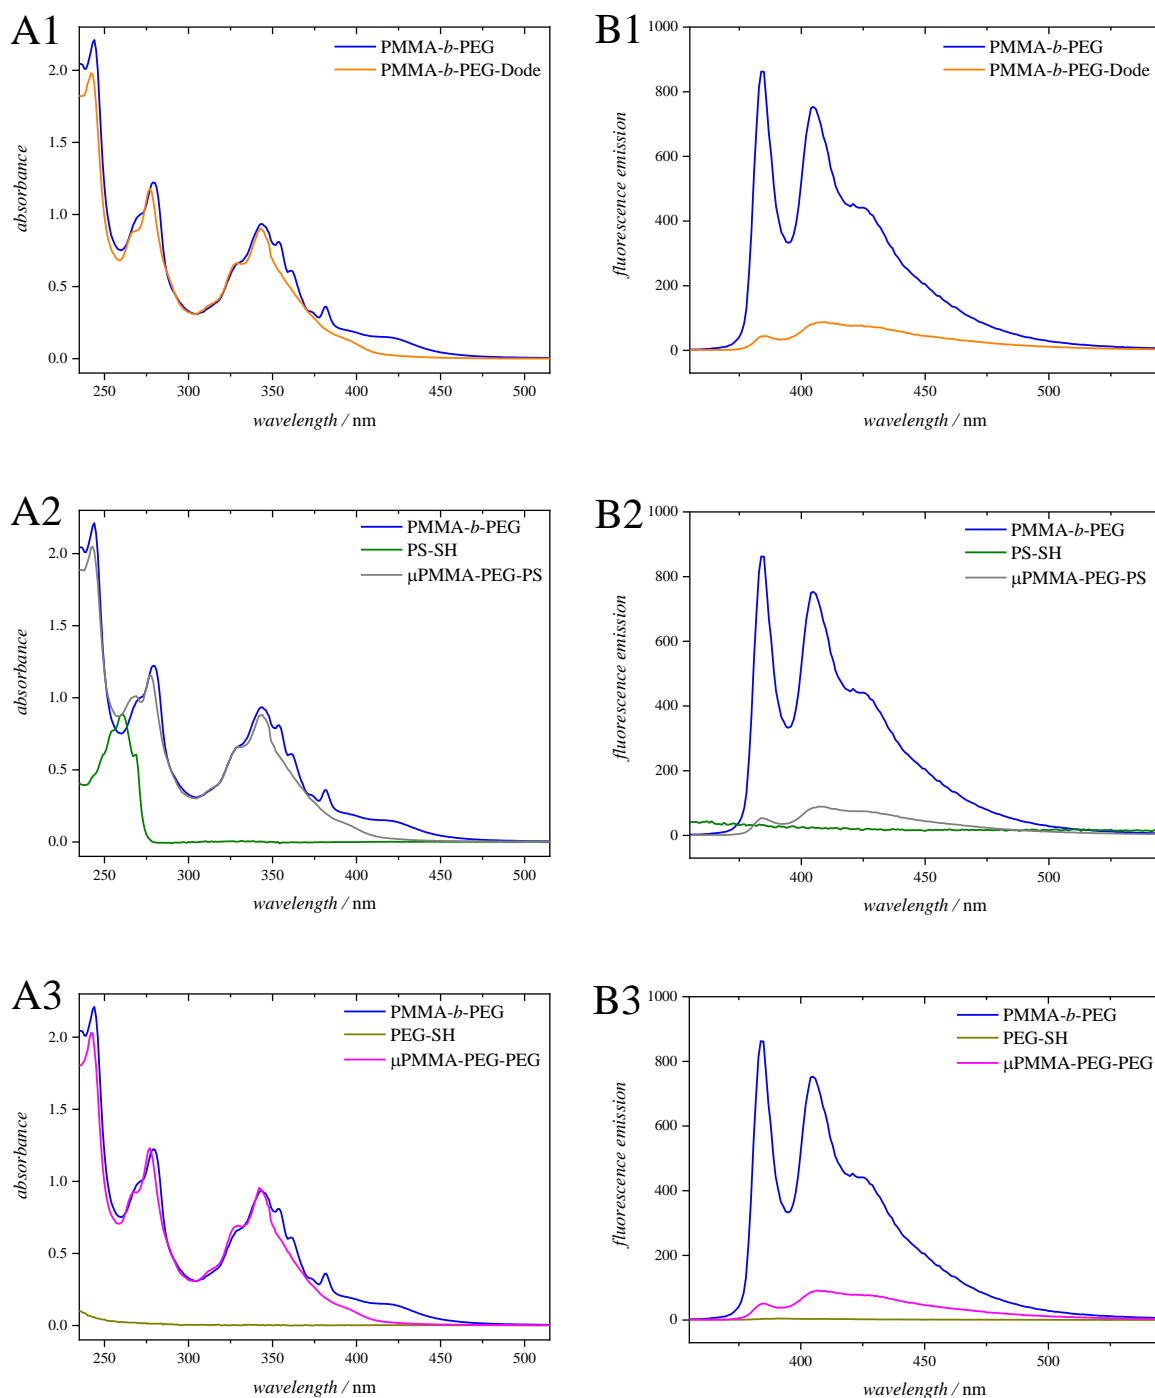 A1
PMMA-b-PEG
PMMA-b-PEG-Dode
absorbance
2.0
1.5
1.0
0.5
0.0
250 300 350 400 450 500
wavelength / nm
B1
PMMA-b-PEG
PMMA-b-PEG-Dode
fluorescence emission
1000
800
600
400
200
0
400 450 500
wavelength / nm
A2
PMMA-b-PEG
PS-SH
μPMMA-PEG-PS
absorbance
2.0
1.5
1.0
0.5
0.0
250 300 350 400 450 500
wavelength / nm
B2
PMMA-b-PEG
PS-SH
μPMMA-PEG-PS
fluorescence emission
1000
800
600
400
200
0
400 450 500
wavelength / nm
A3
PMMA-b-PEG
PEG-SH
μPMMA-PEG-PEG
absorbance
2.0
1.5
1.0
0.5
0.0
250 300 350 400 450 500
wavelength / nm
B3
PMMA-b-PEG
PEG-SH
μPMMA-PEG-PEG
fluorescence emission
1000
800
600
400
200
0
400 450 500
wavelength / nm